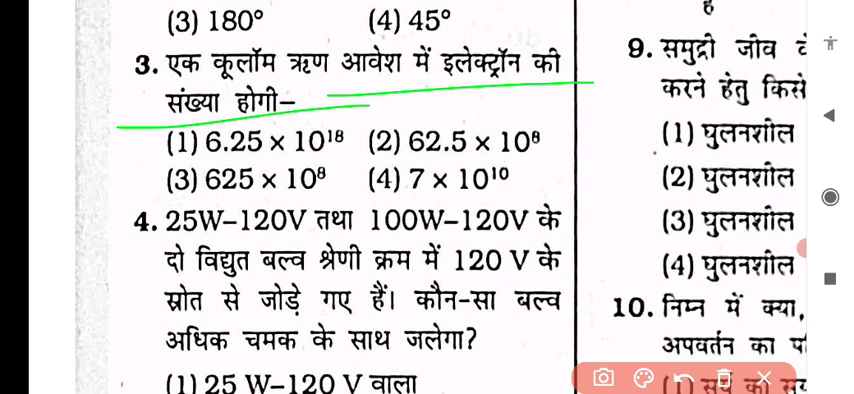 (3) 180° (4) 45°
3. एक कूलॉम ऋण आवेश में इलेक्ट्रॉन की
संख्या होगी–
(1) 6.25 × 10¹⁸ (2) 62.5 × 10⁸
(3) 625 × 10⁸ (4) 7 × 10¹⁰
4. 25W–120V तथा 100W–120V के
दो विद्युत बल्व श्रेणी क्रम में 120 V के
स्रोत से जोड़े गए हैं। कौन-सा बल्व
अधिक चमक के साथ जलेगा?
(1) 25 W–120 V वाला
है
9. समुद्री जीव
करने हेतु किसे
(1) घुलनशील
(2) घुलनशील
(3) घुलनशील
(4) घुलनशील
10. निम्न में क्या,
अपवर्तन का